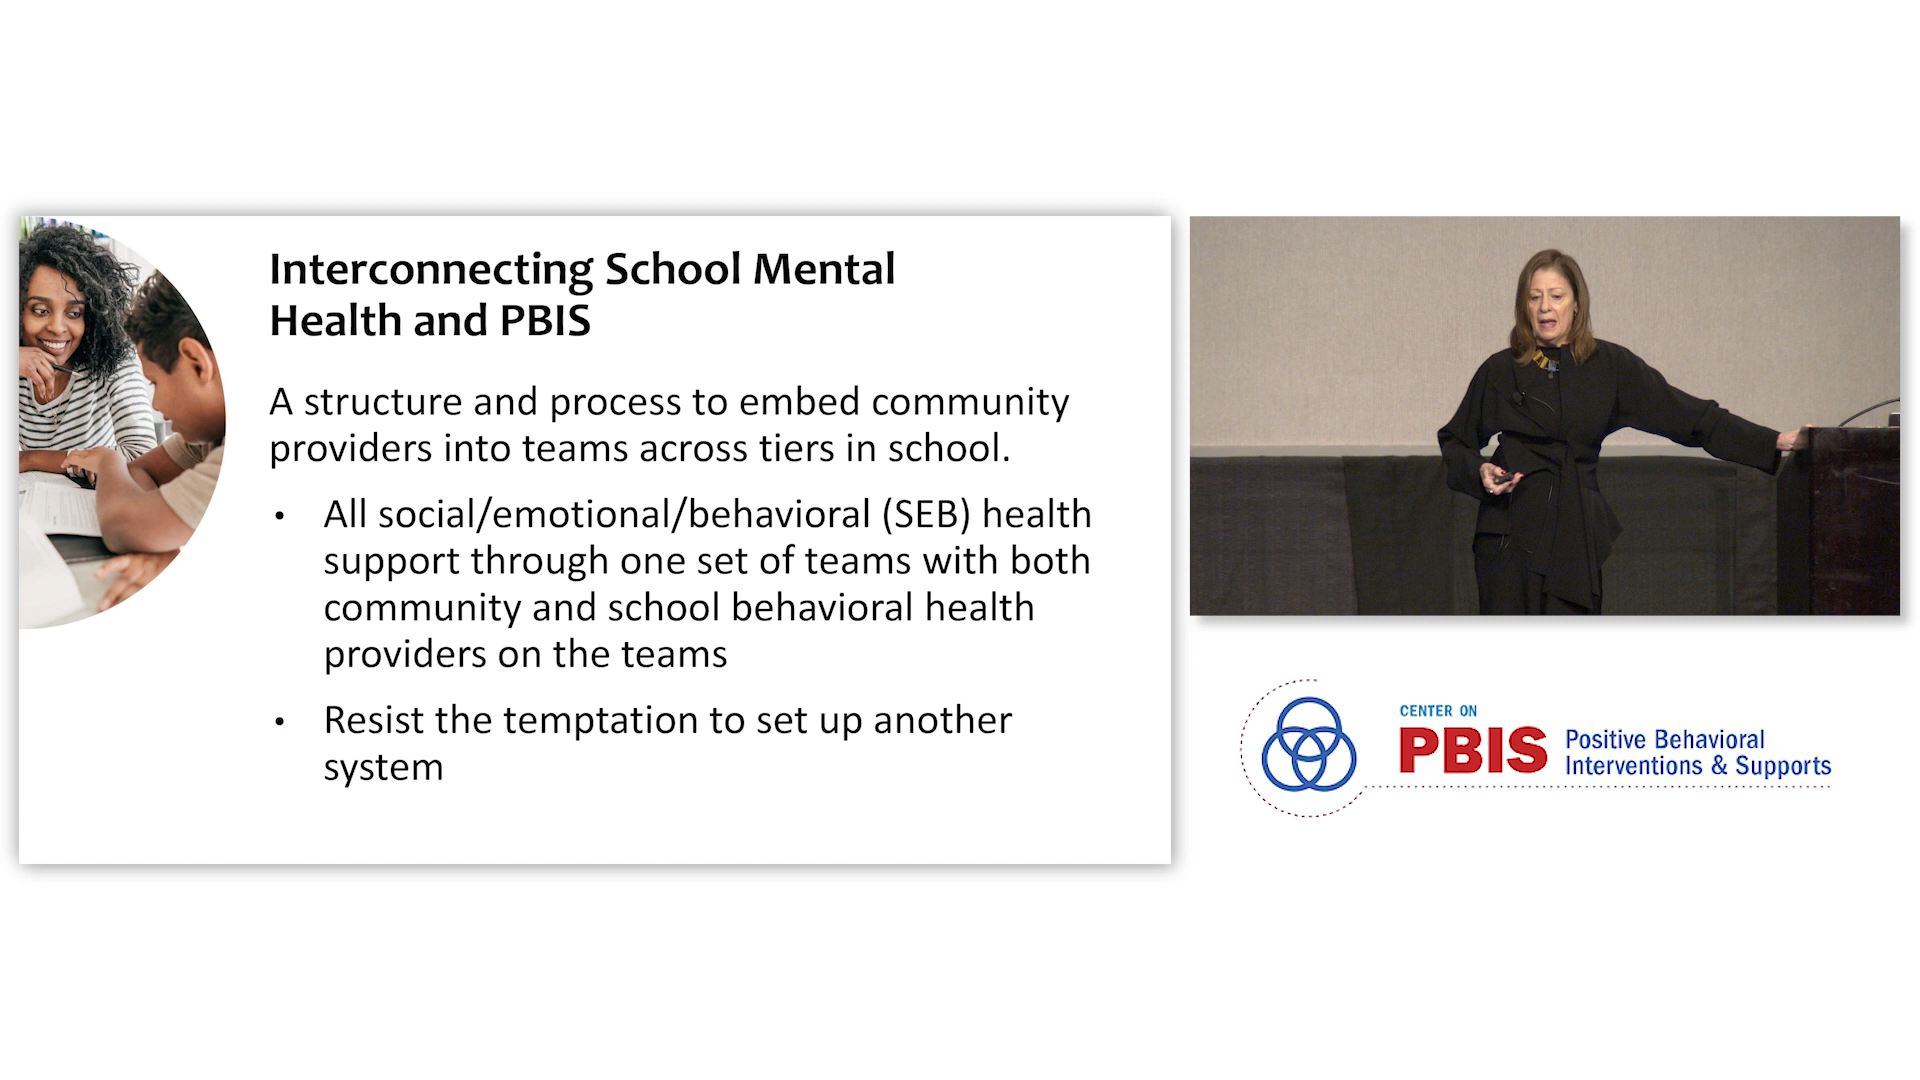 Interconnecting School Mental
Health and PBIS
A structure and process to embed community
providers into teams across tiers in school.
• All social/emotional/behavioral (SEB) health
support through one set of teams with both
community and school behavioral health
providers on the teams
• Resist the temptation to set up another
system
CENTER ON
PBIS
Positive Behavioral
Interventions & Supports